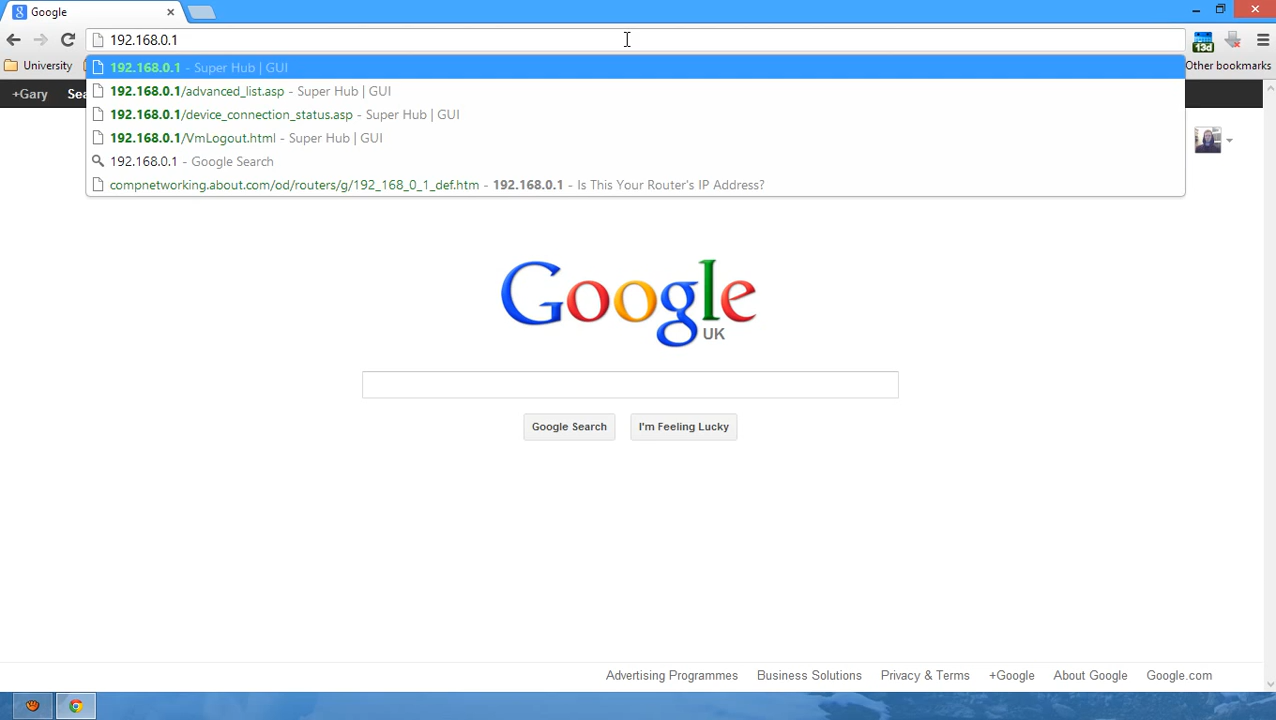 Google
192.168.0.1
13d
University
Other bookmarks
192.168.0.1 - Super Hub | GUI
192.168.0.1/advanced_list.asp - Super Hub | GUI
192.168.0.1/device_connection_status.asp - Super Hub | GUI
192.168.0.1/VmLogout.html - Super Hub | GUI
192.168.0.1 - Google Search
compnetworking.about.com/od/routers/g/192_168_0_1_def.htm - 192.168.0.1 - Is This Your Router's IP Address?
+Gary Sea
Google
UK
Google Search I'm Feeling Lucky
Advertising Programmes Business Solutions Privacy & Terms +Google About Google Google.com